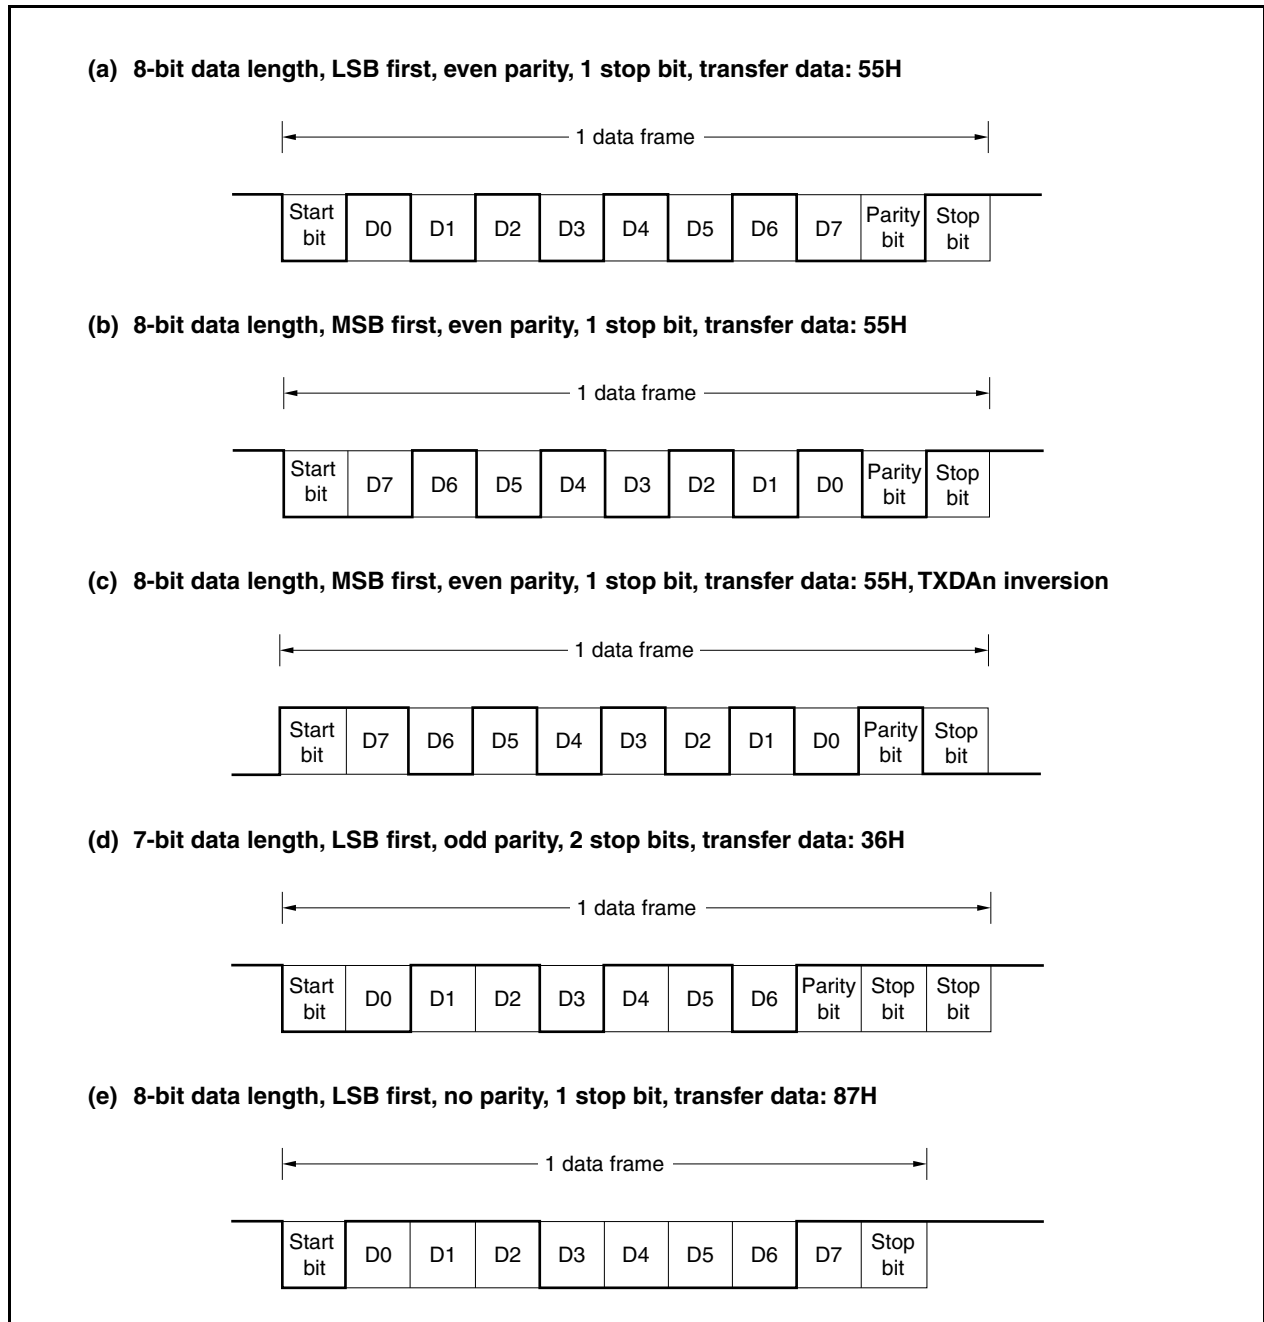 (a) 8-bit data length, LSB first, even parity, 1 stop bit, transfer data: 55H
1 data frame
Start bit D0 D1 D2 D3 D4 D5 D6 D7 Parity bit Stop bit
(b) 8-bit data length, MSB first, even parity, 1 stop bit, transfer data: 55H
1 data frame
Start bit D7 D6 D5 D4 D3 D2 D1 D0 Parity bit Stop bit
(c) 8-bit data length, MSB first, even parity, 1 stop bit, transfer data: 55H, TXDAn inversion
1 data frame
Start bit D7 D6 D5 D4 D3 D2 D1 D0 Parity bit Stop bit
(d) 7-bit data length, LSB first, odd parity, 2 stop bits, transfer data: 36H
1 data frame
Start bit D0 D1 D2 D3 D4 D5 D6 Parity bit Stop bit Stop bit
(e) 8-bit data length, LSB first, no parity, 1 stop bit, transfer data: 87H
1 data frame
Start bit D0 D1 D2 D3 D4 D5 D6 D7 Stop bit